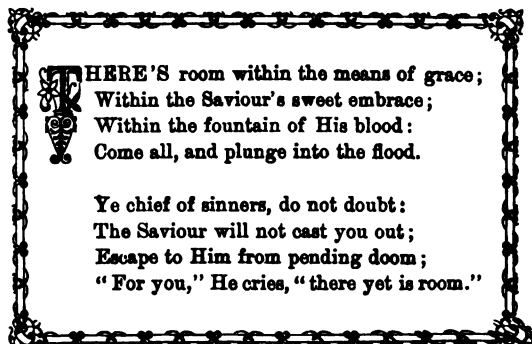 THERE'S room within the means of grace;
Within the Saviour's sweet embrace;
Within the fountain of His blood:
Come all, and plunge into the flood.
Ye chief of sinners, do not doubt:
The Saviour will not cast you out;
Escape to Him from pending doom;
"For you," He cries, "there yet is room."